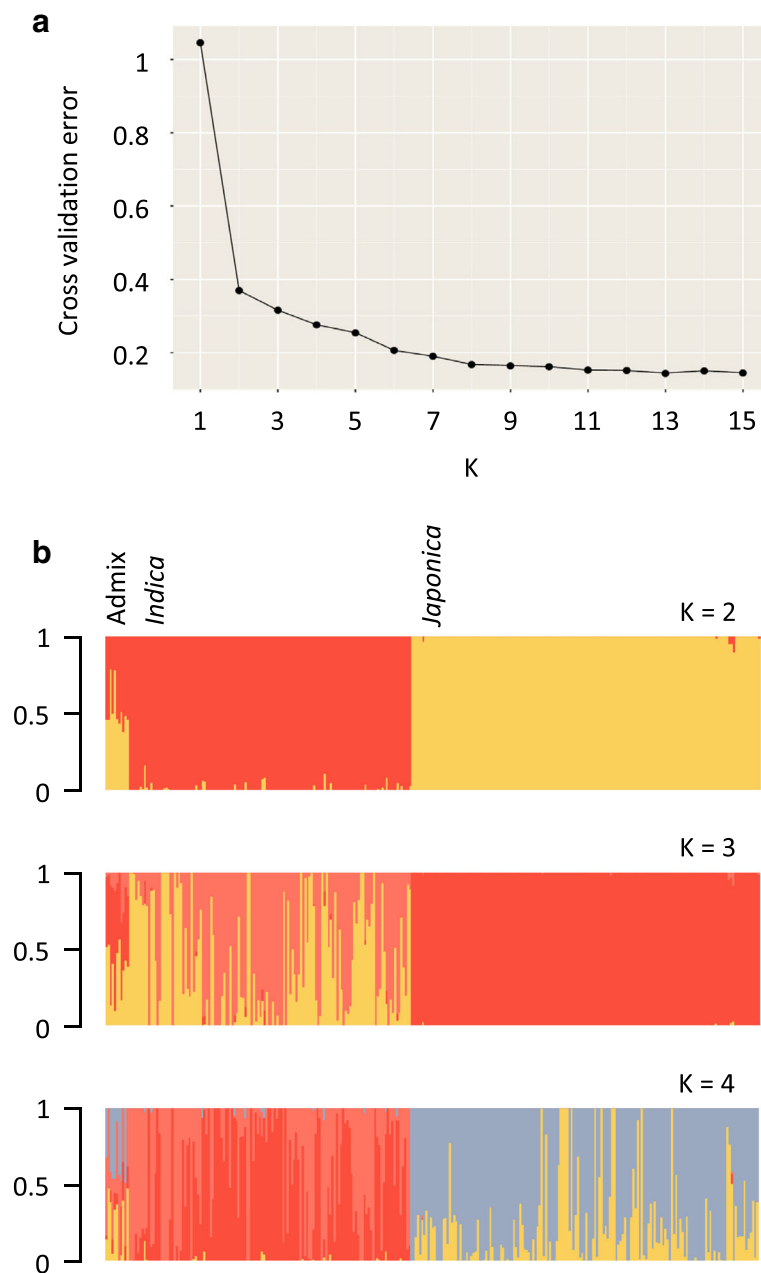 a
Cross validation error
1
0.8
0.6
0.4
0.2
1 3 5 7 9 11 13 15
K
b
Admix
Indica
Japonica
K = 2
1
0.5
0
K = 3
1
0.5
0
K = 4
1
0.5
0